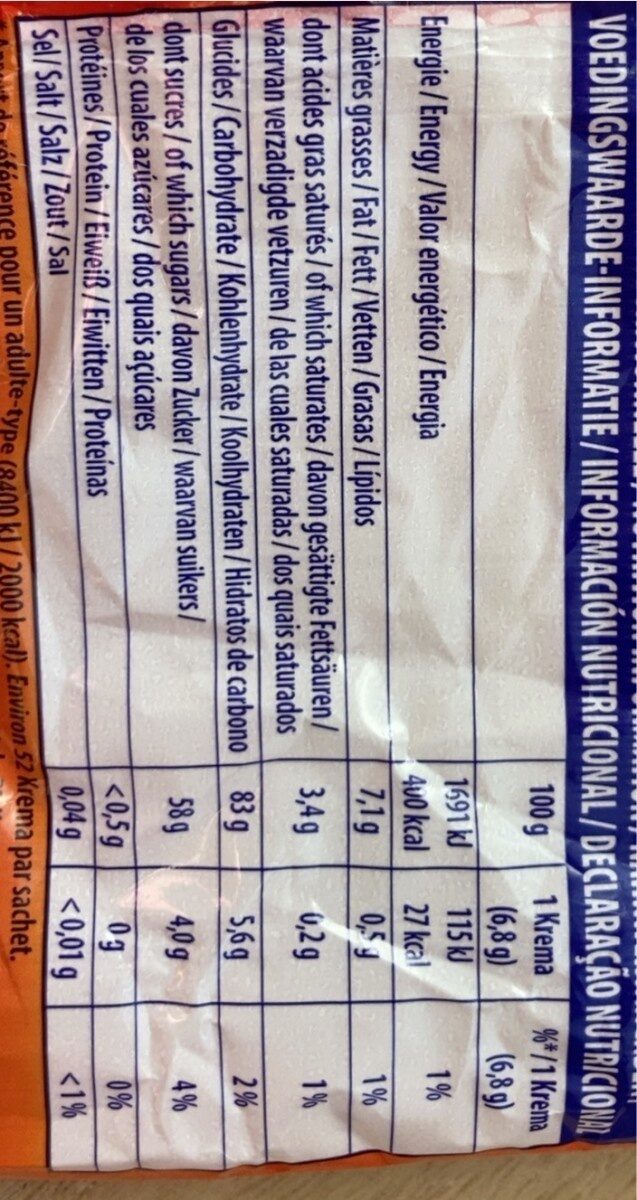 VOEDINGSWAARDE-INFORMATIE / INFORMACIÓN NUTRICIONAL / DECLARAÇÃO NUTRICIONAL
100 g 1 Krema (6,8 g) %*/1 Krema (6,8 g)
Energie / Energy / Valor energético / Energia 1691 kJ 115 kJ 1%
400 kcal 27 kcal
Matières grasses / Fat / Fett / Vetten / Grasas / Lípidos 7,1 g 0,5 g 1%
dont acides gras saturés / of which saturates / davon gesättigte Fettsäuren /
waarvan verzadigde vetzuren / de las cuales saturadas / dos quais saturados 3,4 g 0,2 g 1%
Glucides / Carbohydrate / Kohlenhydrate / Koolhydraten / Hidratos de carbono 83 g 5,6 g 2%
dont sucres / of which sugars / davon Zucker / waarvan suikers /
de los cuales azúcares / dos quais açúcares 58 g 4,0 g 4%
Protéines / Protein / Eiweiß / Eiwitten / Proteínas <0,5 g 0 g 0%
Sel / Salt / Salz / Zout / Sal 0,04 g <0,01 g <1%
de référence pour un adulte-type (8400 kJ / 2000 kcal). Environ 52 Krema par sachet.